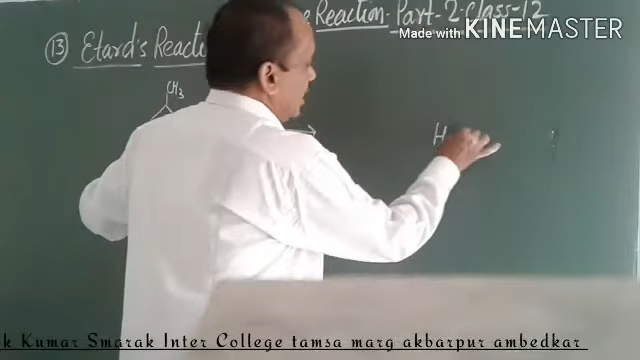 Reaction - Part-2 - Class-12
Made with KINEMASTER
(13) Etard's Reacti
CH3
H
k Kumar Smarak Inter College tamsa marg akbarpur ambedkar